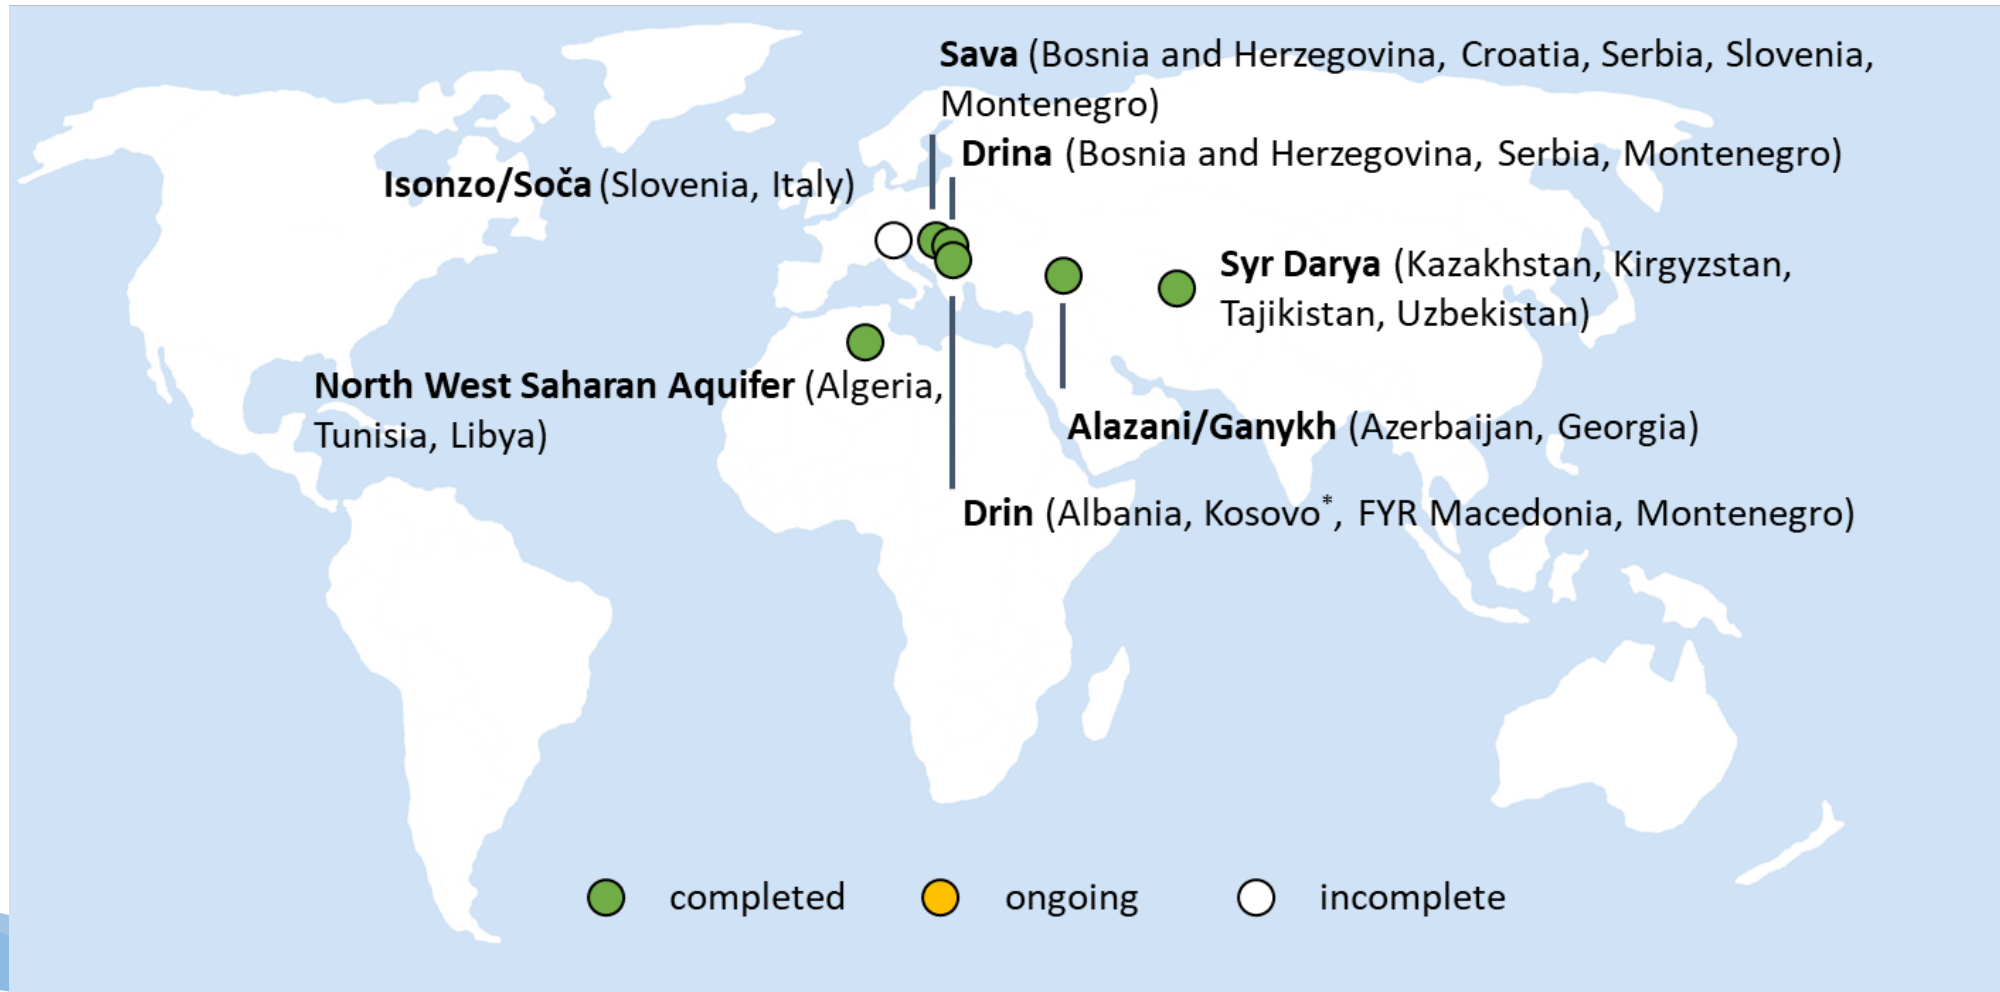 Sava (Bosnia and Herzegovina, Croatia, Serbia, Slovenia,
Montenegro)
Drina (Bosnia and Herzegovina, Serbia, Montenegro)
Isonzo/Soča (Slovenia, Italy)
Syr Darya (Kazakhstan, Kirgyzstan,
Tajikistan, Uzbekistan)
North West Saharan Aquifer (Algeria,
Tunisia, Libya)
Alazani/Ganykh (Azerbaijan, Georgia)
Drin (Albania, Kosovo*, FYR Macedonia, Montenegro)
completed ongoing incomplete